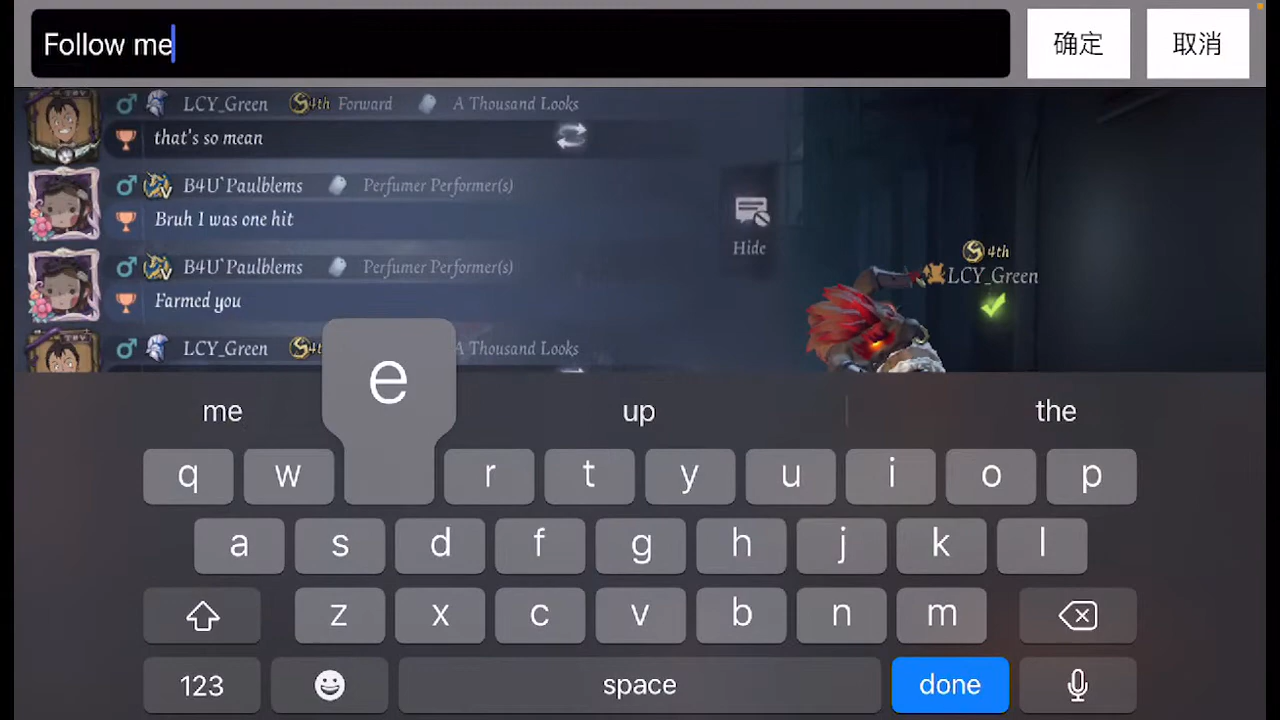 Follow me 确定 取消
LCY_Green 4th Forward A Thousand Looks
that's so mean
B4U`Paulblems Perfumer Performer(s)
Bruh I was one hit
Hide
4th
LCY_Green
B4U`Paulblems Perfumer Performer(s)
Farmed you
LCY_Green A Thousand Looks
e
me up the
q w r t y u i o p
a s d f g h j k l
z x c v b n m
123 space done